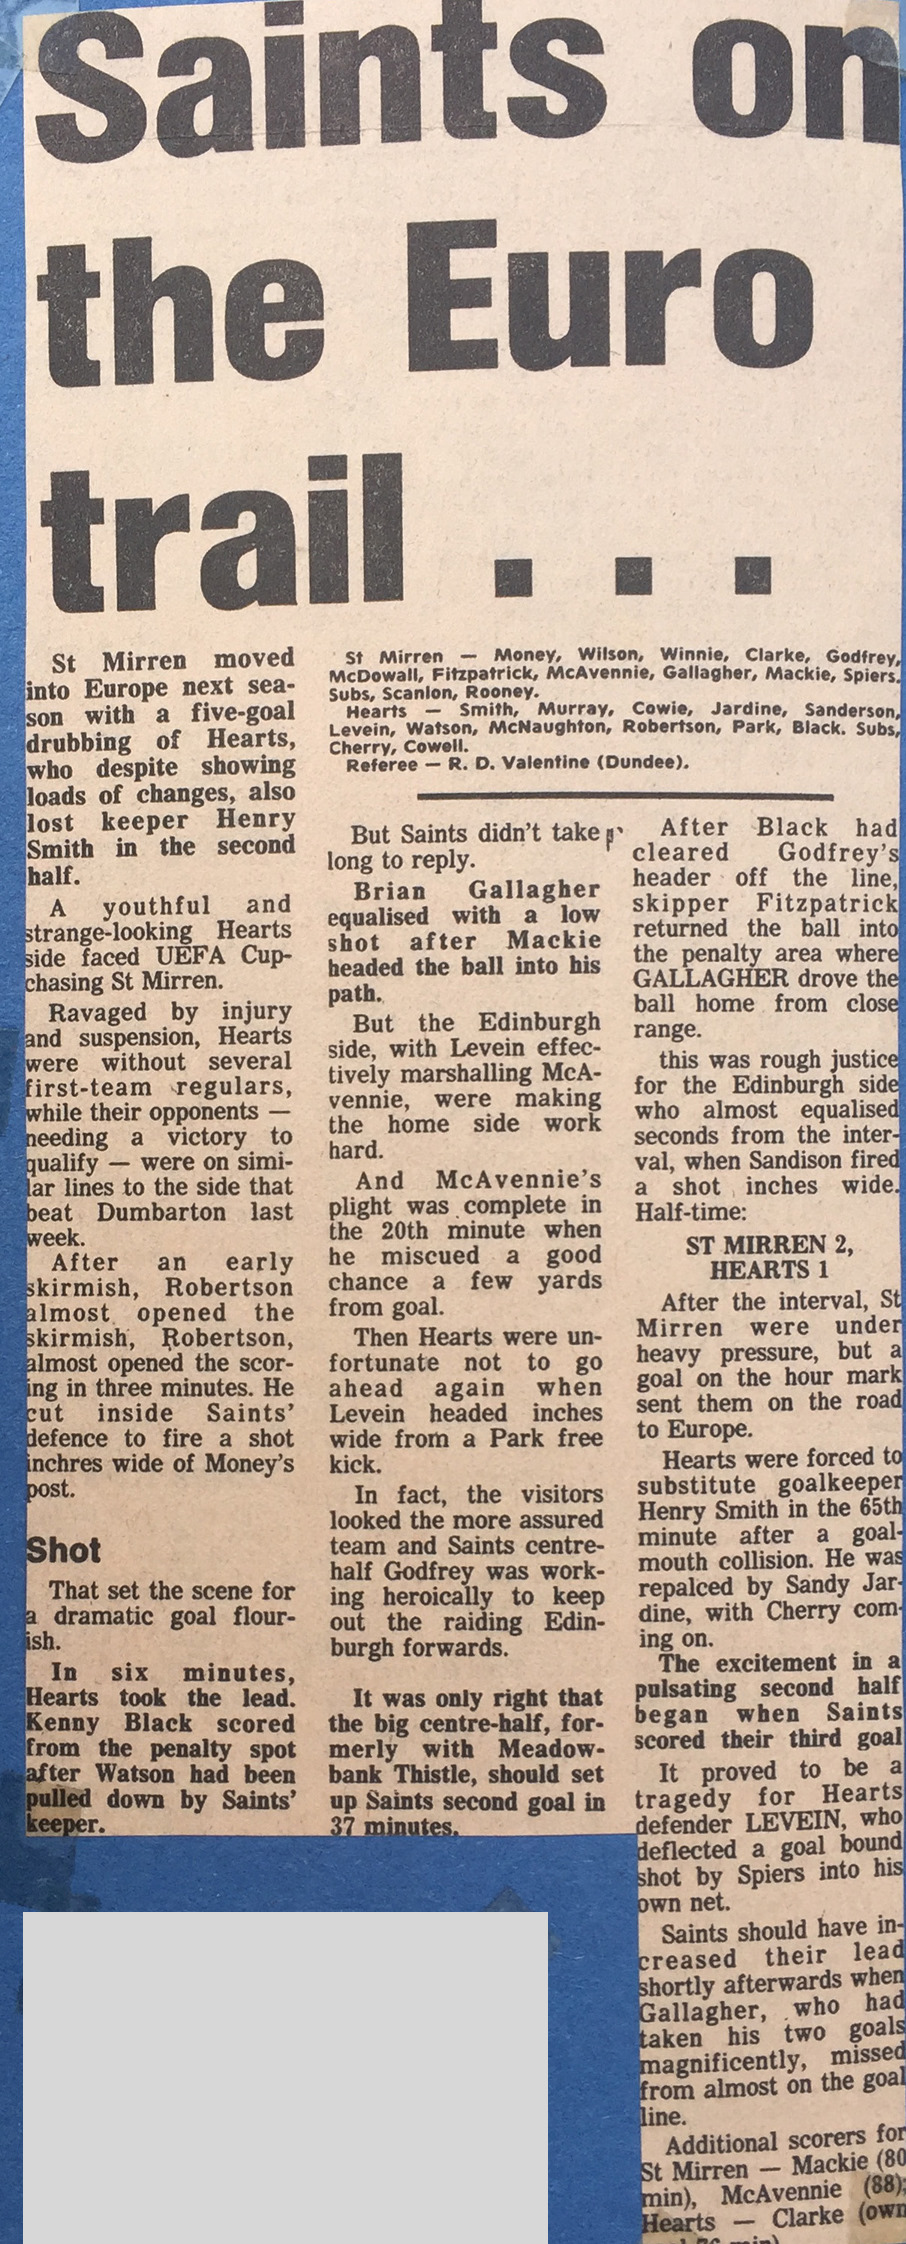 Saints on
the Euro
trail . . .
St Mirren moved
into Europe next sea-
son with a five-goal
drubbing of Hearts,
who despite showing
loads of changes, also
lost keeper Henry
Smith in the second
half.
A youthful and
strange-looking Hearts
side faced UEFA Cup-
chasing St Mirren.
Ravaged by injury
and suspension, Hearts
were without several
first-team regulars,
while their opponents —
needing a victory to
qualify — were on simi-
lar lines to the side that
beat Dumbarton last
week.
After an early
skirmish, Robertson
almost opened the
skirmish, Robertson,
almost opened the scor-
ing in three minutes. He
cut inside Saints'
defence to fire a shot
inchres wide of Money's
post.
Shot
That set the scene for
a dramatic goal flour-
ish.
In six minutes,
Hearts took the lead.
Kenny Black scored
from the penalty spot
after Watson had been
pulled down by Saints'
keeper.
St Mirren — Money, Wilson, Winnie, Clarke, Godfrey,
McDowall, Fitzpatrick, McAvennie, Gallagher, Mackie, Spiers.
Subs, Scanlon, Rooney.
Hearts — Smith, Murray, Cowie, Jardine, Sanderson,
Levein, Watson, McNaughton, Robertson, Park, Black. Subs,
Cherry, Cowell.
Referee — R. D. Valentine (Dundee).
But Saints didn't take
long to reply.
Brian Gallagher
equalised with a low
shot after Mackie
headed the ball into his
path.
But the Edinburgh
side, with Levein effec-
tively marshalling McA-
vennie, were making
the home side work
hard.
And McAvennie's
plight was complete in
the 20th minute when
he miscued a good
chance a few yards
from goal.
Then Hearts were un-
fortunate not to go
ahead again when
Levein headed inches
wide from a Park free
kick.
In fact, the visitors
looked the more assured
team and Saints centre-
half Godfrey was work-
ing heroically to keep
out the raiding Edin-
burgh forwards.
It was only right that
the big centre-half, for-
merly with Meadow-
bank Thistle, should set
up Saints second goal in
37 minutes.
After Black had
cleared Godfrey's
header off the line,
skipper Fitzpatrick
returned the ball into
the penalty area where
GALLAGHER drove the
ball home from close
range.
this was rough justice
for the Edinburgh side
who almost equalised
seconds from the inter-
val, when Sandison fired
a shot inches wide.
Half-time:
ST MIRREN 2,
HEARTS 1
After the interval, St
Mirren were under
heavy pressure, but a
goal on the hour mark
sent them on the road
to Europe.
Hearts were forced to
substitute goalkeeper
Henry Smith in the 65th
minute after a goal-
mouth collision. He was
repalced by Sandy Jar-
dine, with Cherry com-
ing on.
The excitement in a
pulsating second half
began when Saints
scored their third goal
It proved to be a
tragedy for Hearts
defender LEVEIN, who
deflected a goal bound
shot by Spiers into his
own net.
Saints should have in-
creased their lead
shortly afterwards when
Gallagher, who had
taken his two goals
magnificently, missed
from almost on the goal
line.
Additional scorers for
St Mirren — Mackie (80
min), McAvennie (88);
Hearts — Clarke (own